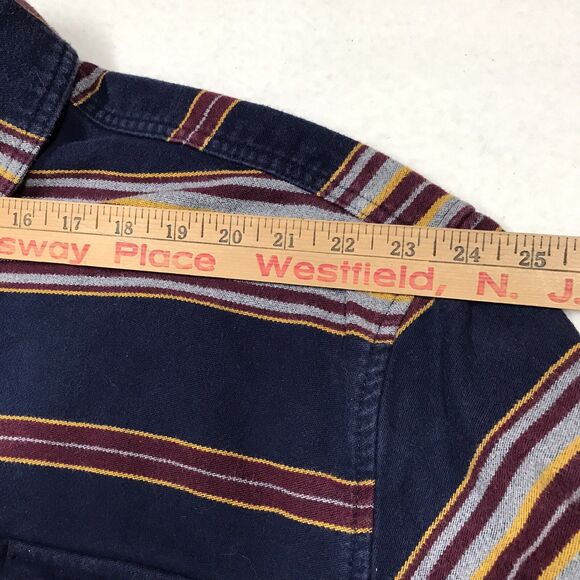 16 17 18 19 20 21 22 23 24 25
sway Place Westfield, N. J.